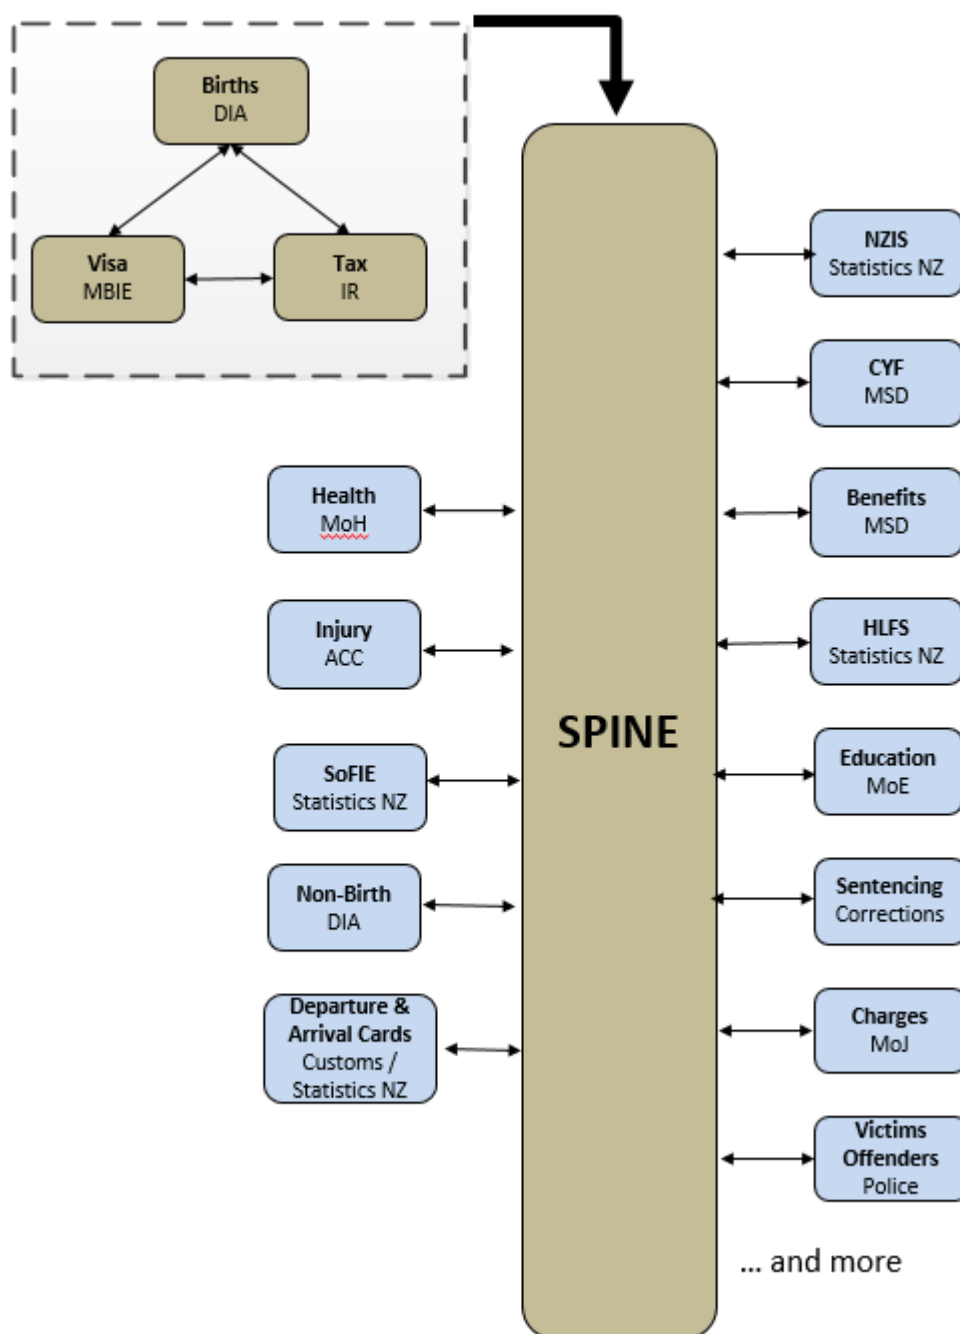 Births
DIA
Visa
MBIE
Tax
IR
SPINE
Health
MoH
Injury
ACC
SoFIE
Statistics NZ
Non-Birth
DIA
Departure &
Arrival Cards
Customs /
Statistics NZ
NZIS
Statistics NZ
CYF
MSD
Benefits
MSD
HLFS
Statistics NZ
Education
MoE
Sentencing
Corrections
Charges
MoJ
Victims
Offenders
Police
... and more